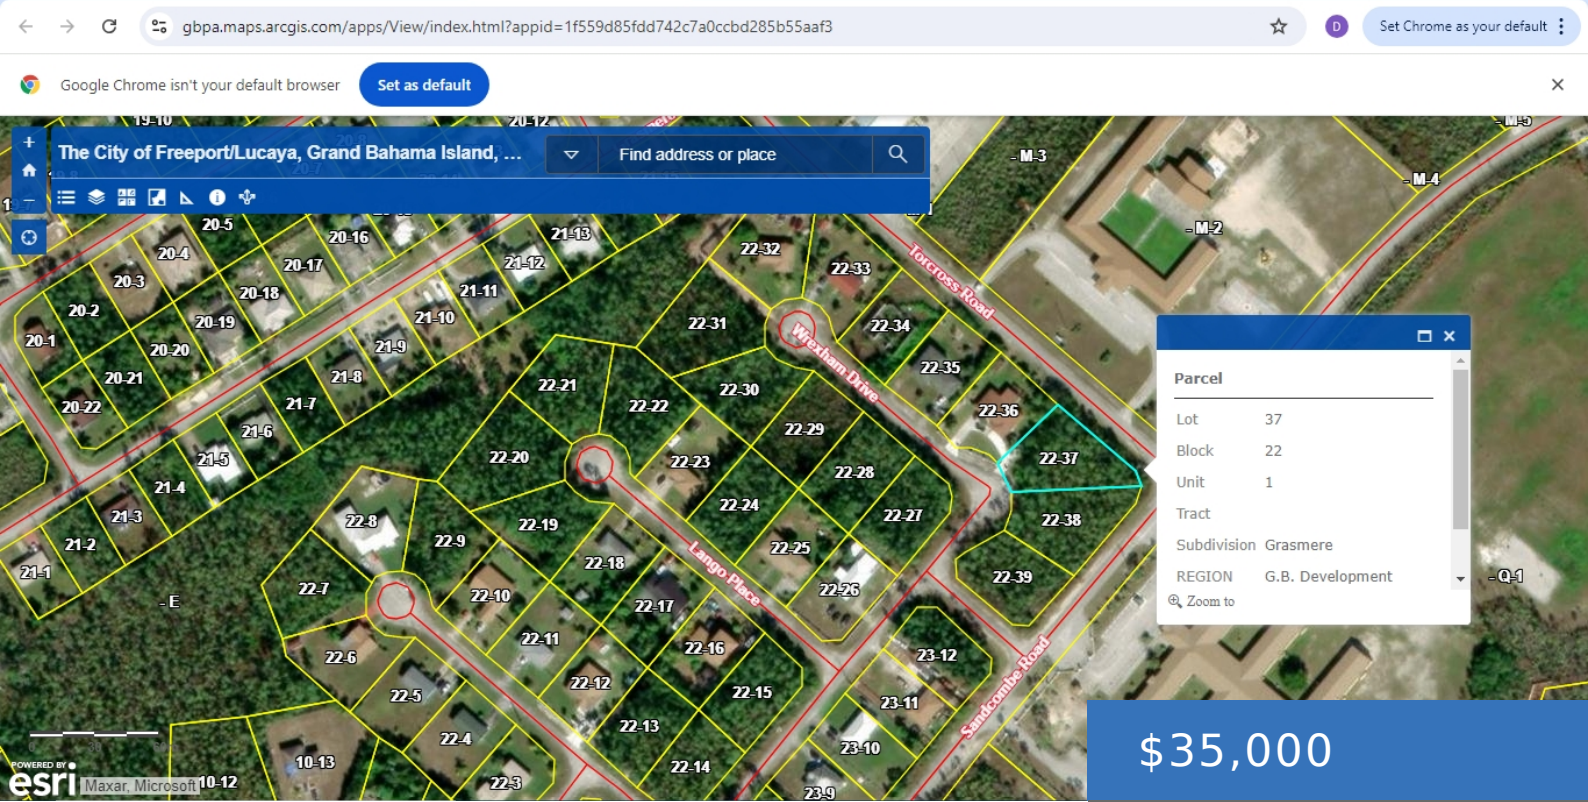 gbpa.maps.arcgis.com/apps/View/index.html?appid=1f559d85fdd742c7a0ccbd285b55aaf3
D
Set Chrome as your default
Google Chrome isn't your default browser
Set as default
19-10
20-12
- M-5
The City of Freeport/Lucaya, Grand Bahama Island, ...
Find address or place
- M-3
- M-4
20-5
20-16
21-13
- M-2
20-4
20-17
21-12
22-32
22-33
Torcross Road
20-3
20-18
21-11
20-2
20-19
21-10
22-31
22-34
20-1
20-20
21-9
Wrexham Drive
22-35
20-21
21-8
22-21
22-30
20-22
21-7
22-22
22-36
21-6
22-29
21-5
22-20
22-23
22-28
22-37
21-4
22-24
22-27
21-3
22-8
22-19
22-38
21-2
22-9
22-25
21-1
22-18
Lango Place
22-26
22-39
22-7
22-10
22-17
- E
22-11
22-16
23-12
22-6
22-12
22-15
Sandcombe Road
22-5
22-13
23-11
22-4
23-10
10-13
22-14
10-12
22-3
23-9
- Q-1
Parcel
Lot 37
Block 22
Unit 1
Tract
Subdivision Grasmere
REGION G.B. Development
Zoom to
POWERED BY
esri
Maxar, Microsoft
$35,000